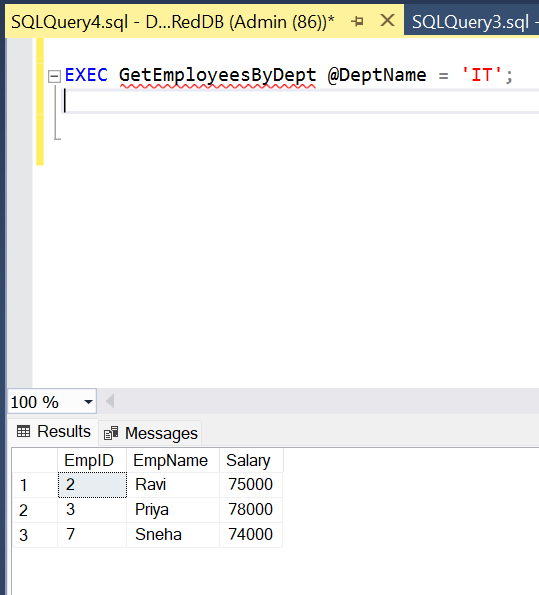 SQLQuery4.sql - D...RedDB (Admin (86))* SQLQuery3.sql -
EXEC GetEmployeesByDept @DeptName = 'IT';
100 %
Results Messages
EmpID EmpName Salary
1 2 Ravi 75000
2 3 Priya 78000
3 7 Sneha 74000